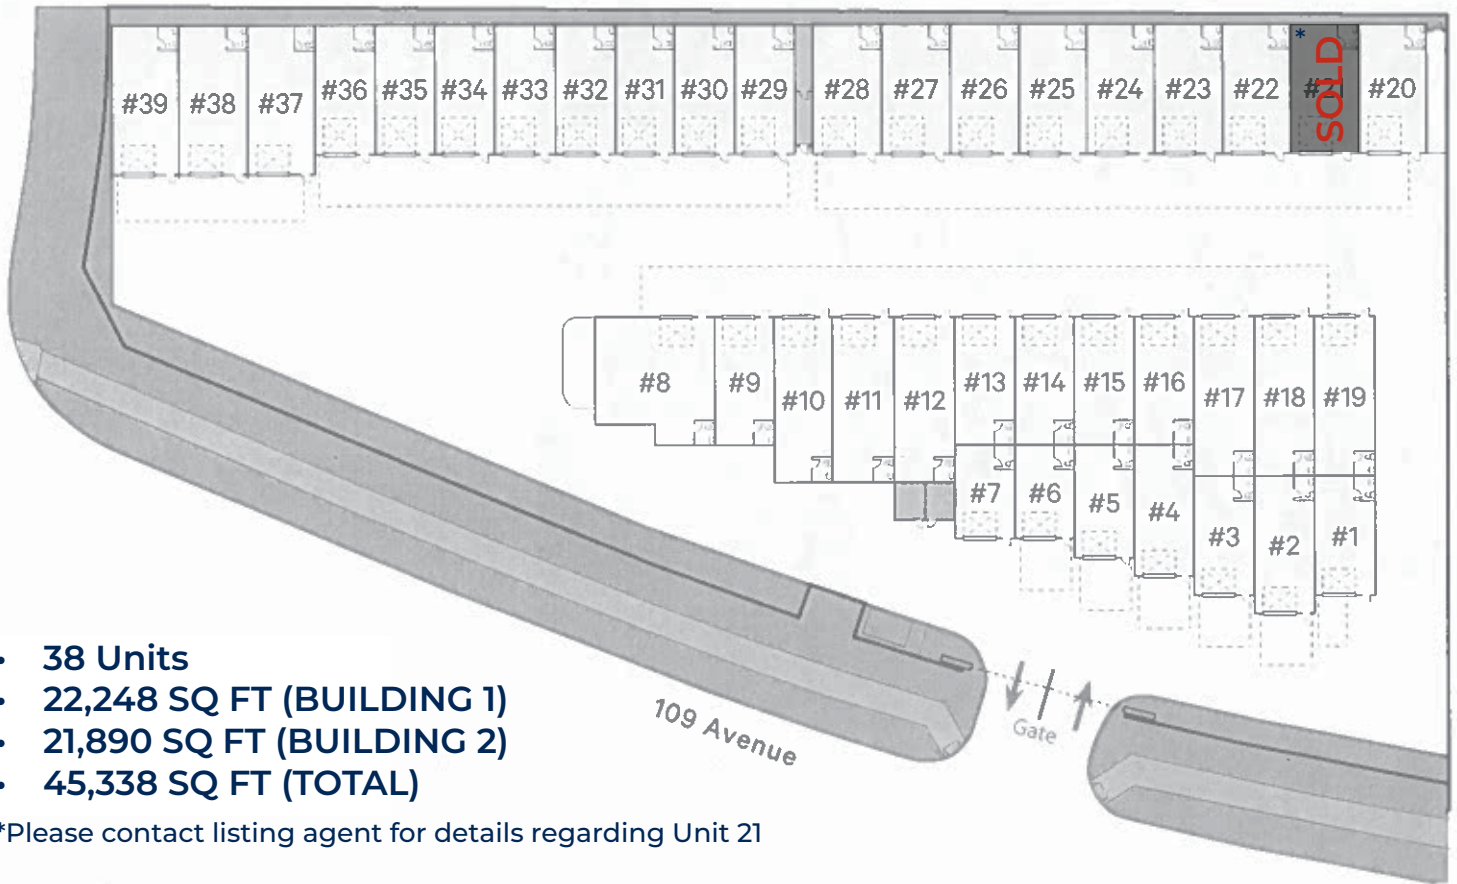 #39 #38 #37 #36 #35 #34 #33 #32 #31 #30 #29 #28 #27 #26 #25 #24 #23 #22 * SOLD #20
#8 #9 #10 #11 #12 #13 #14 #15 #16 #17 #18 #19
#7 #6 #5 #4 #3 #2 #1
Gate
109 Avenue
• 38 Units
• 22,248 SQ FT (BUILDING 1)
• 21,890 SQ FT (BUILDING 2)
• 45,338 SQ FT (TOTAL)
*Please contact listing agent for details regarding Unit 21